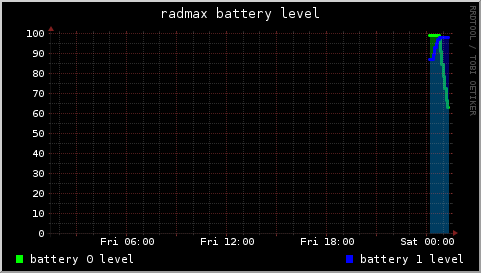 radmax battery level
RRDTOOL / TOBI OETIKER
100
90
80
70
60
50
40
30
20
10
0
Fri 06:00 Fri 12:00 Fri 18:00 Sat 00:00
battery 0 level battery 1 level